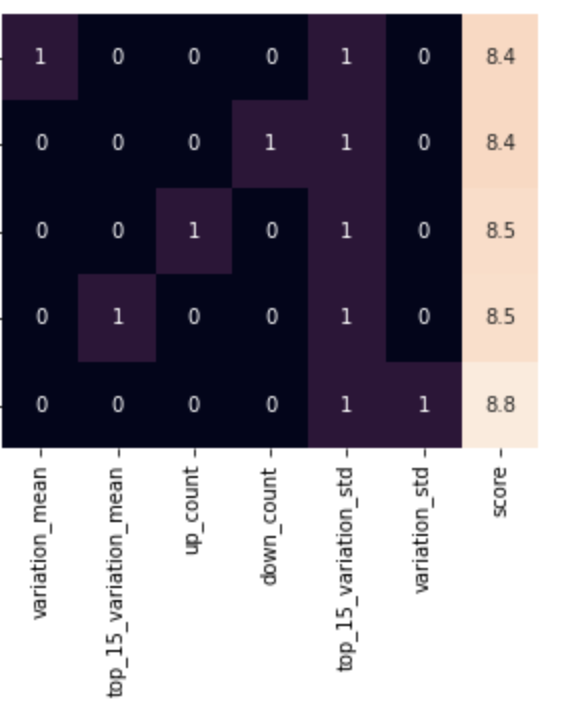 1 0 0 0 1 0 8.4
0 0 0 1 1 0 8.4
0 0 1 0 1 0 8.5
0 1 0 0 1 0 8.5
0 0 0 0 1 1 8.8
variation_mean
top_15_variation_mean
up_count
down_count
top_15_variation_std
variation_std
score